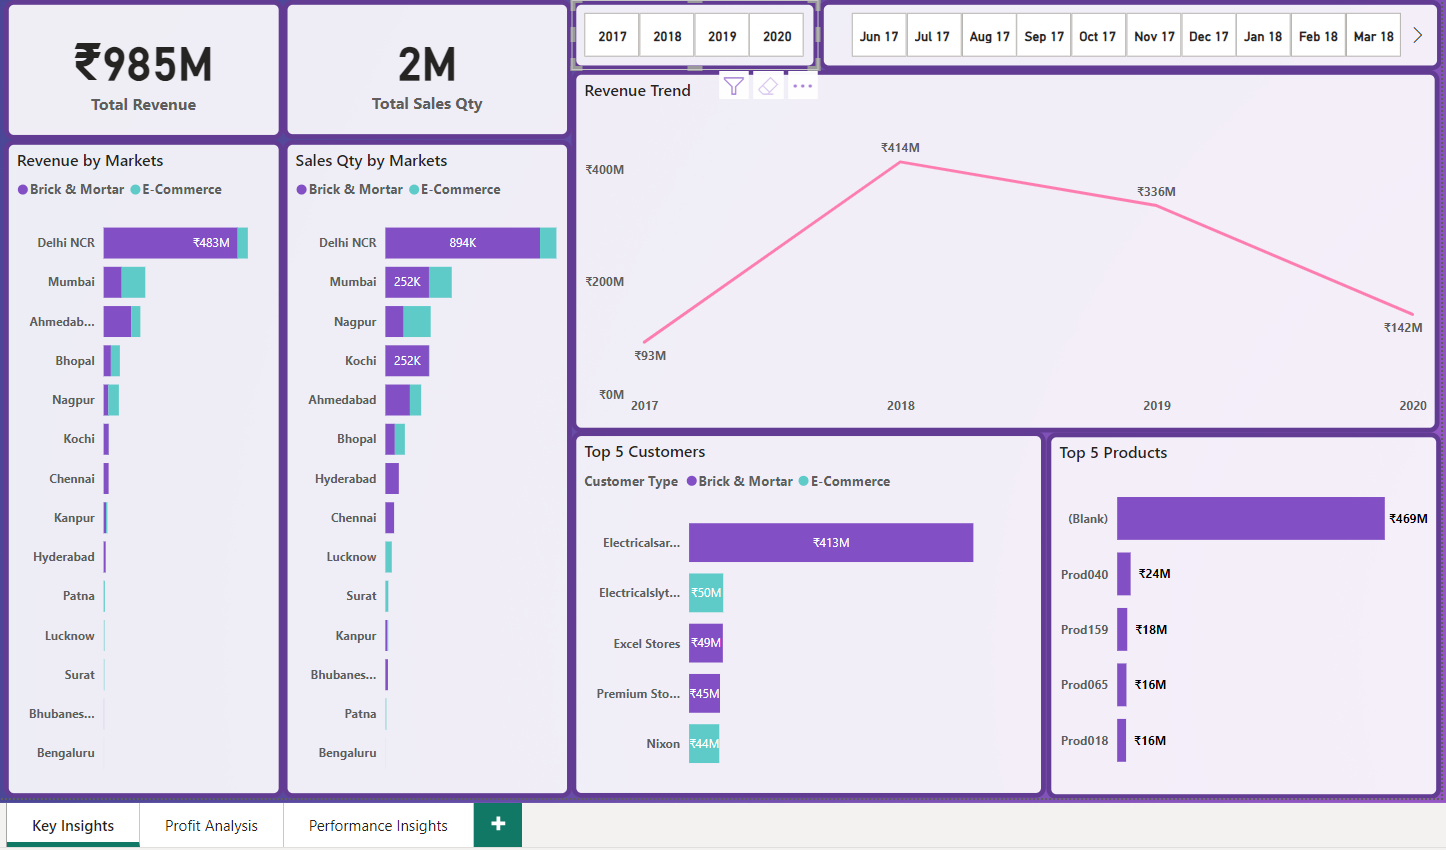 ₹985M
Total Revenue
2M
Total Sales Qty
2017 2018 2019 2020
Jun 17 Jul 17 Aug 17 Sep 17 Oct 17 Nov 17 Dec 17 Jan 18 Feb 18 Mar 18
Revenue by Markets
Brick & Mortar E-Commerce
Delhi NCR ₹483M
Mumbai
Ahmedab...
Bhopal
Nagpur
Kochi
Chennai
Kanpur
Hyderabad
Patna
Lucknow
Surat
Bhubanes...
Bengaluru
Sales Qty by Markets
Brick & Mortar E-Commerce
Delhi NCR 894K
Mumbai 252K
Nagpur
Kochi 252K
Ahmedabad
Bhopal
Hyderabad
Chennai
Lucknow
Surat
Kanpur
Bhubanes...
Patna
Bengaluru
Revenue Trend
₹414M
₹400M
₹336M
₹200M
₹142M
₹93M
₹0M
2017 2018 2019 2020
Top 5 Customers
Customer Type Brick & Mortar E-Commerce
Electricalsar... ₹413M
Electricalslyt... ₹50M
Excel Stores ₹49M
Premium Sto... ₹45M
Nixon ₹44M
Top 5 Products
(Blank) ₹469M
Prod040 ₹24M
Prod159 ₹18M
Prod065 ₹16M
Prod018 ₹16M
Key Insights Profit Analysis Performance Insights +